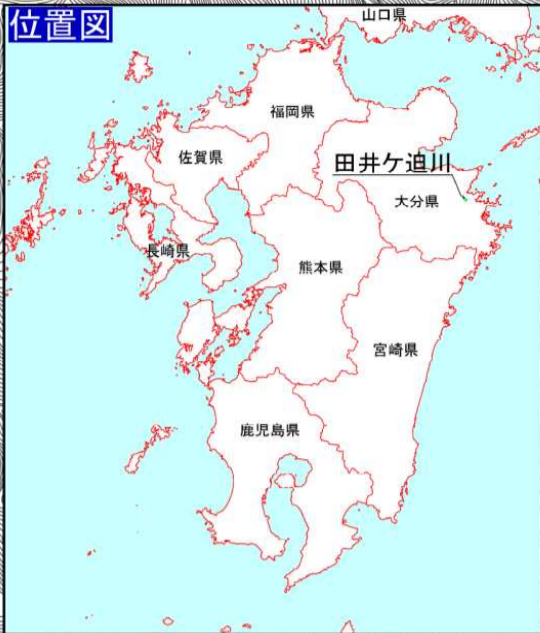 位置図
山口県
福岡県
佐賀県
田井ケ迫川
大分県
長崎県
熊本県
宮崎県
鹿児島県